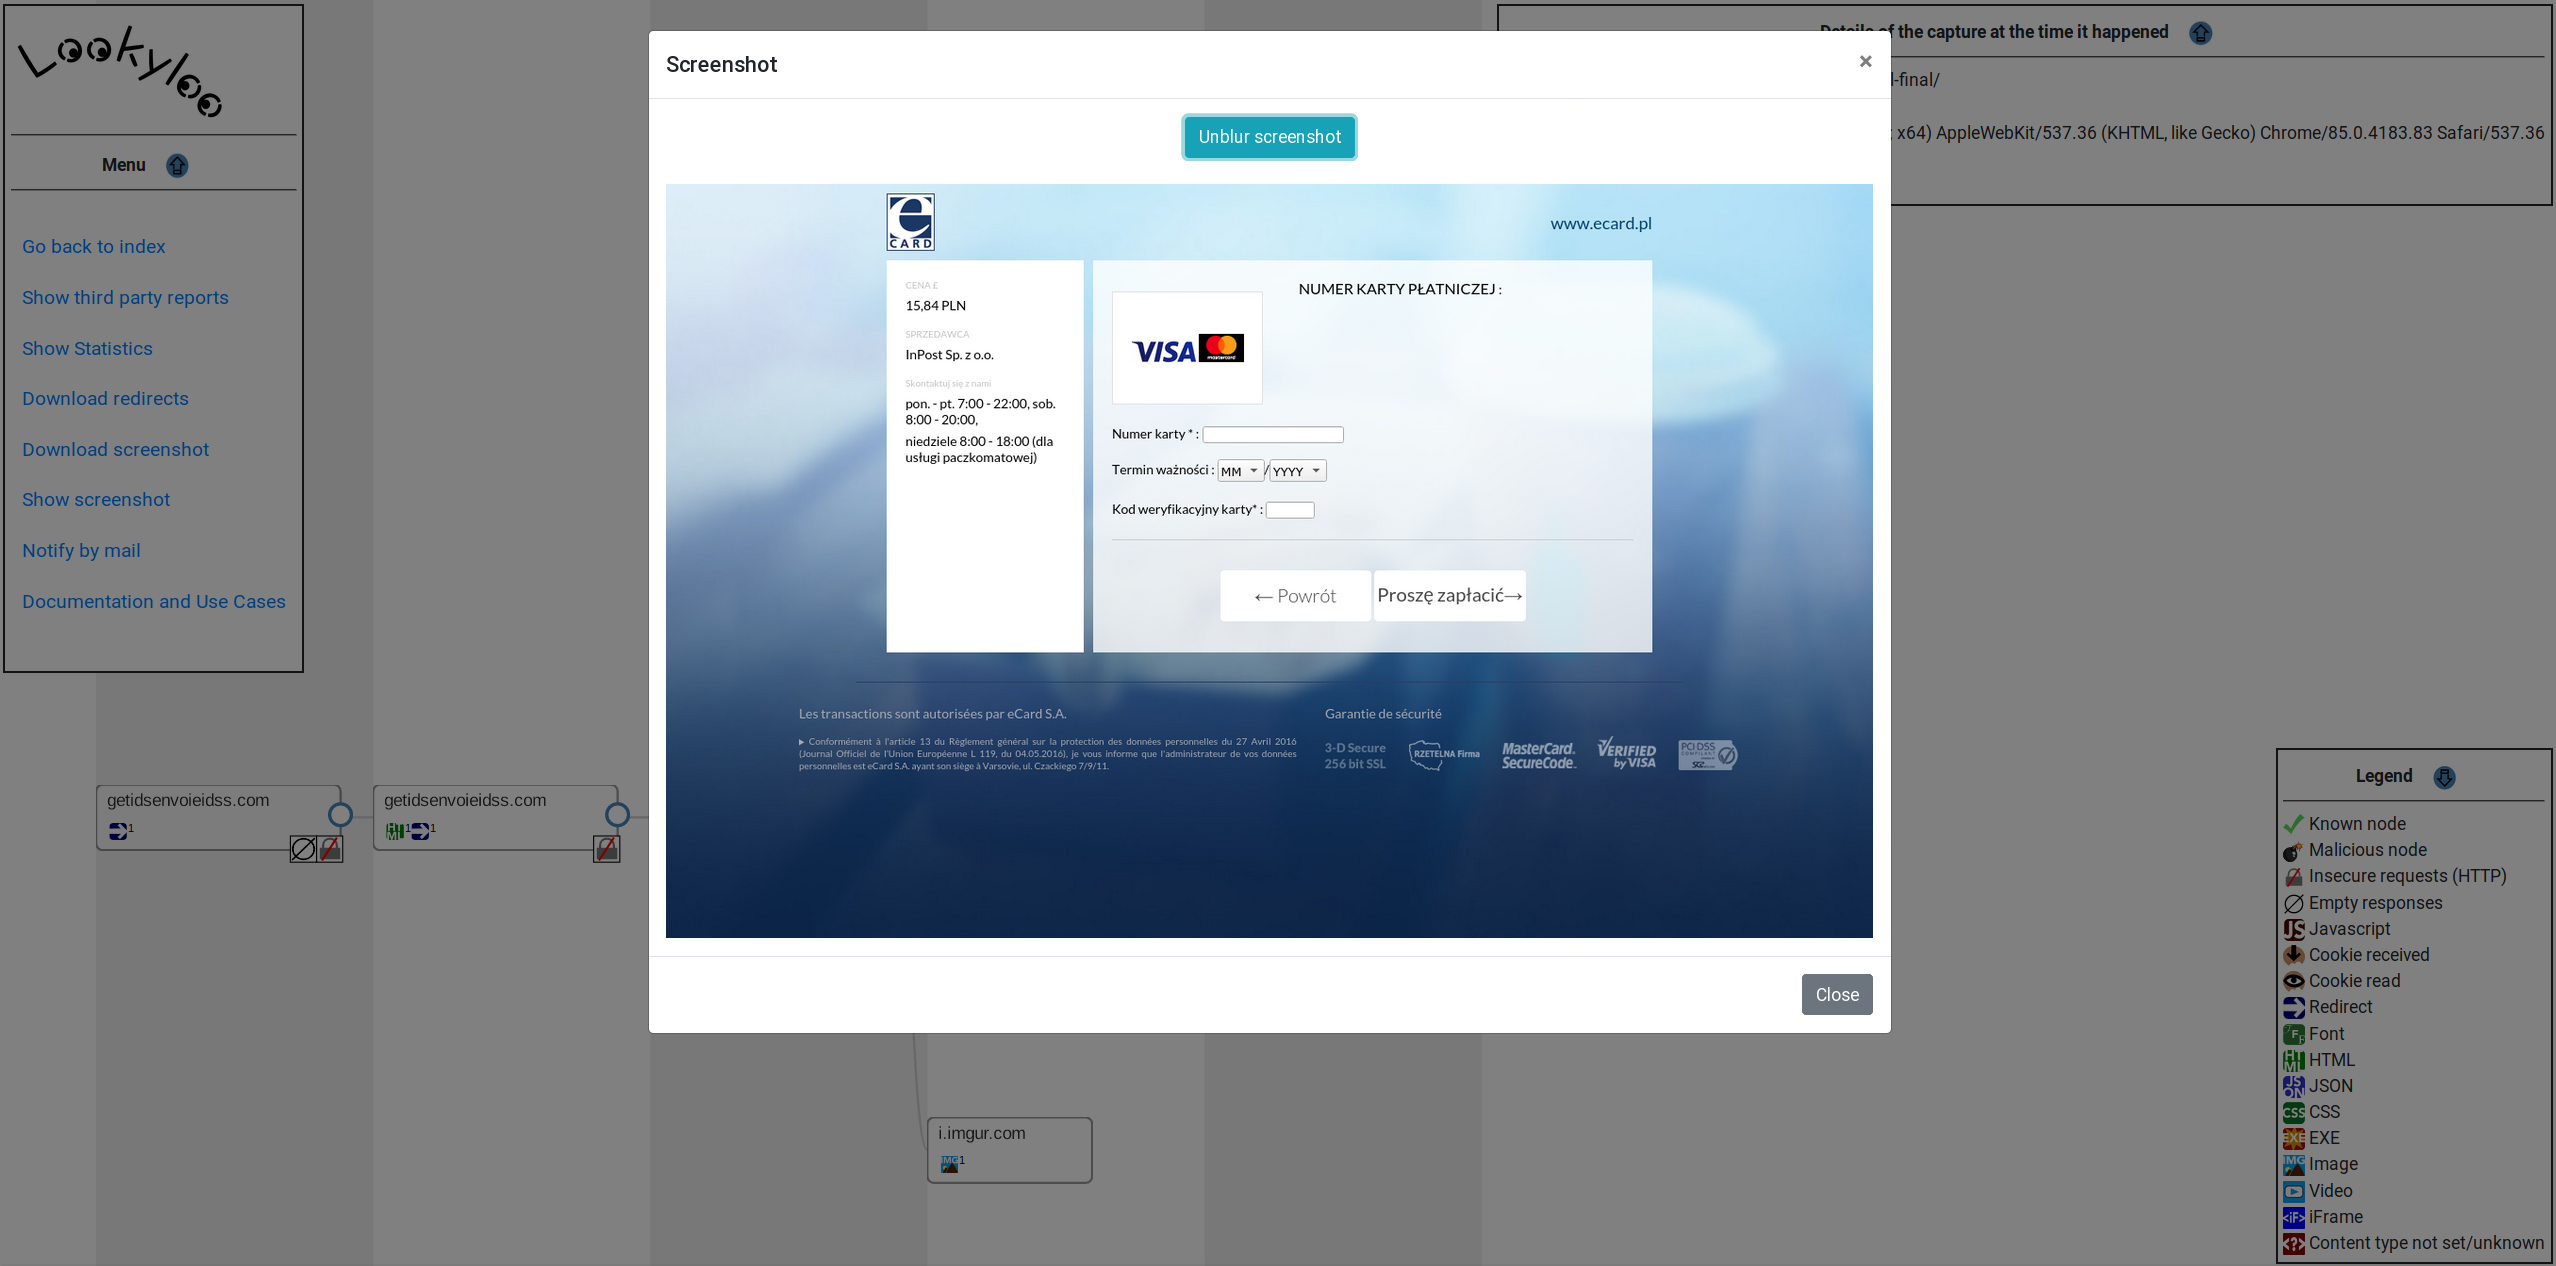 Lookyloo
Menu
Go back to index
Show third party reports
Show Statistics
Download redirects
Download screenshot
Show screenshot
Notify by mail
Documentation and Use Cases
Details of the capture at the time it happened
-final/
x64) AppleWebKit/537.36 (KHTML, like Gecko) Chrome/85.0.4183.83 Safari/537.36
Screenshot
×
Unblur screenshot
e
CARD
www.ecard.pl
CENA £
15,84 PLN
SPRZEDAWCA
InPost Sp. z o.o.
Skontaktuj się z nami
pon. - pt. 7:00 - 22:00, sob.
8:00 - 20:00,
niedziele 8:00 - 18:00 (dla
usługi paczkomatowej)
NUMER KARTY PŁATNICZEJ :
VISA mastercard
Numer karty * :
Termin ważności : MM / YYYY
Kod weryfikacyjny karty* :
← Powrót
Proszę zapłacić→
Les transactions sont autorisées par eCard S.A.
▶ Conformément à l'article 13 du Règlement général sur la protection des données personnelles du 27 Avril 2016
(Journal Officiel de l'Union Européenne L 119, du 04.05.2016), je vous informe que l'administrateur de vos données
personnelles est eCard S.A. ayant son siège à Varsovie, ul. Czackiego 7/9/11.
Garantie de sécurité
3-D Secure
256 bit SSL
RZETELNA Firma
MasterCard.
SecureCode.
VERIFIED
by VISA
PCI DSS
COMPLIANT
Close
getidsenvoieidss.com
1
getidsenvoieidss.com
1 1
i.imgur.com
1
Legend
Known node
Malicious node
Insecure requests (HTTP)
Empty responses
Javascript
Cookie received
Cookie read
Redirect
Font
HTML
JSON
CSS
EXE
Image
Video
iFrame
Content type not set/unknown